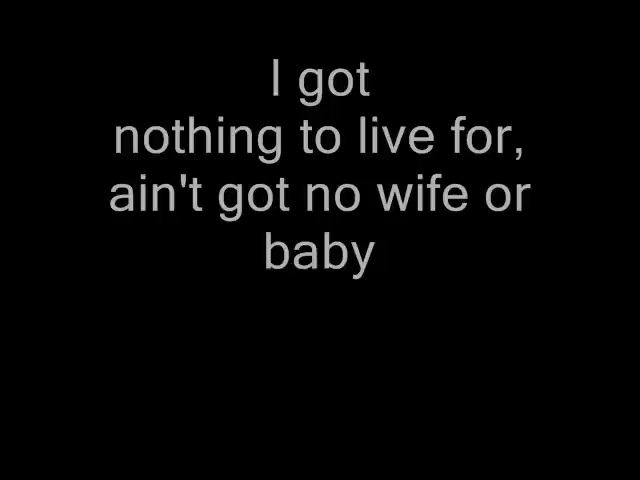 I got
nothing to live for,
ain't got no wife or
baby